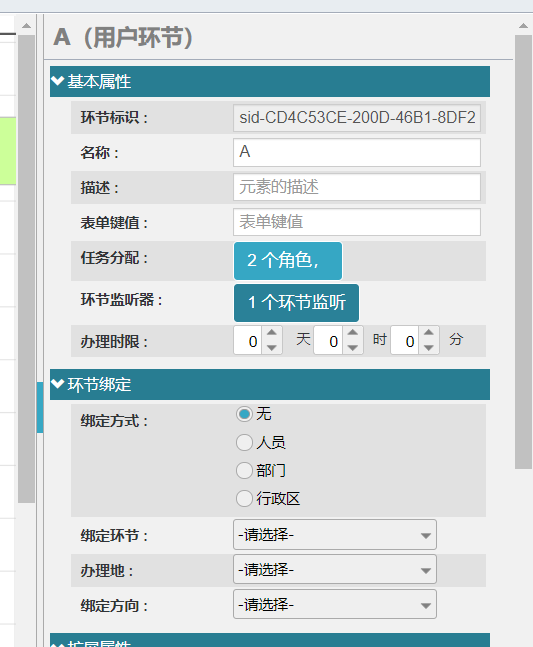 A（用户环节）
基本属性
环节标识：
sid-CD4C53CE-200D-46B1-8DF2
名称：
A
描述：
元素的描述
表单键值：
表单键值
任务分配：
2 个角色，
环节监听器：
1 个环节监听
办理时限：
0 天 0 时 0 分
环节绑定
绑定方式：
无
人员
部门
行政区
绑定环节：
-请选择-
办理地：
-请选择-
绑定方向：
-请选择-
扩展属性